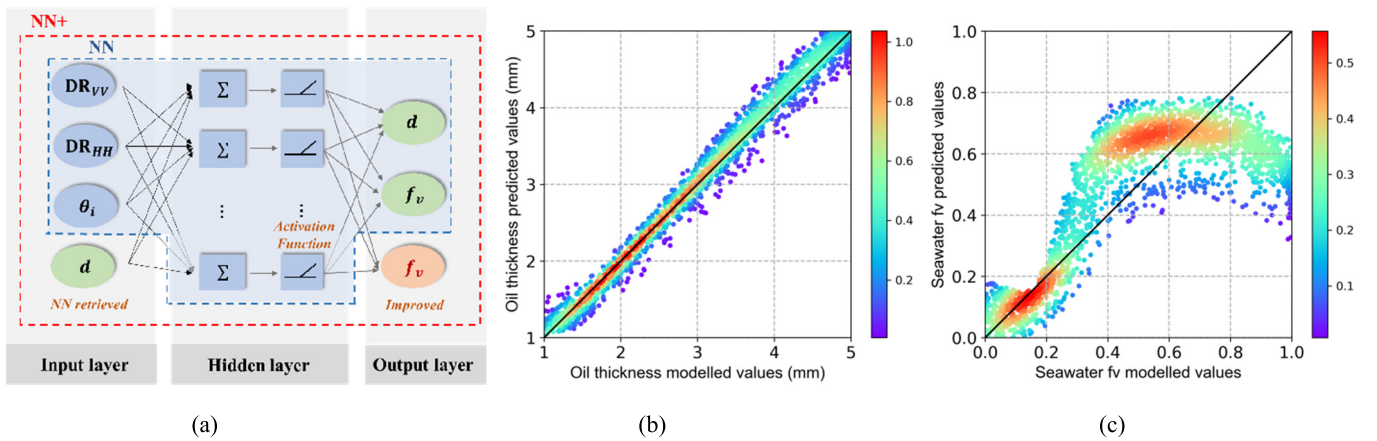 NN+
NN
DR_VV
DR_HH
θ_i
d
NN retrieved
Σ
Σ
⋮
⋮
Activation
Function
Σ
d
f_v
f_v
Improved
Input layer
Hidden layer
Output layer
(a)
Oil thickness predicted values (mm)
5
4
3
2
1
1 2 3 4 5
Oil thickness modelled values (mm)
1.0
0.8
0.6
0.4
0.2
(b)
Seawater fv predicted values
1.0
0.8
0.6
0.4
0.2
0.0
0.0 0.2 0.4 0.6 0.8 1.0
Seawater fv modelled values
0.5
0.4
0.3
0.2
0.1
(c)